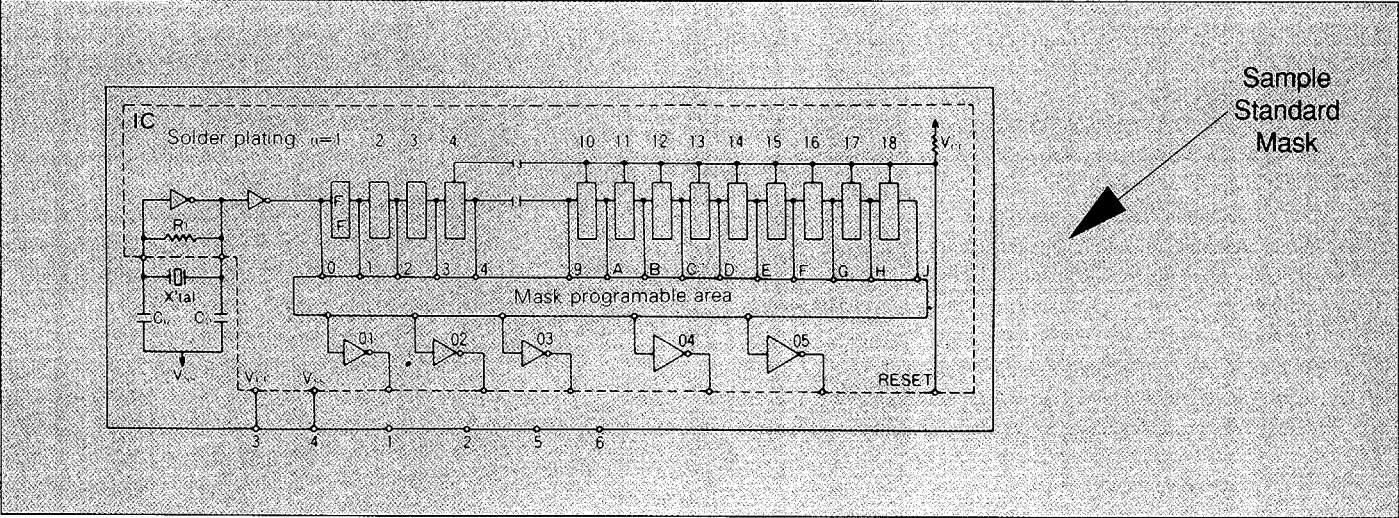 Sample
Standard
Mask
IC
Solder plating n=1 2 3 4 10 11 12 13 14 15 16 17 18
F
F
R
0 1 2 3 4 9 A B C D E F G H J
X'tal
Mask programable area
01 02 03 04 05
RESET
3 4 1 2 5 6